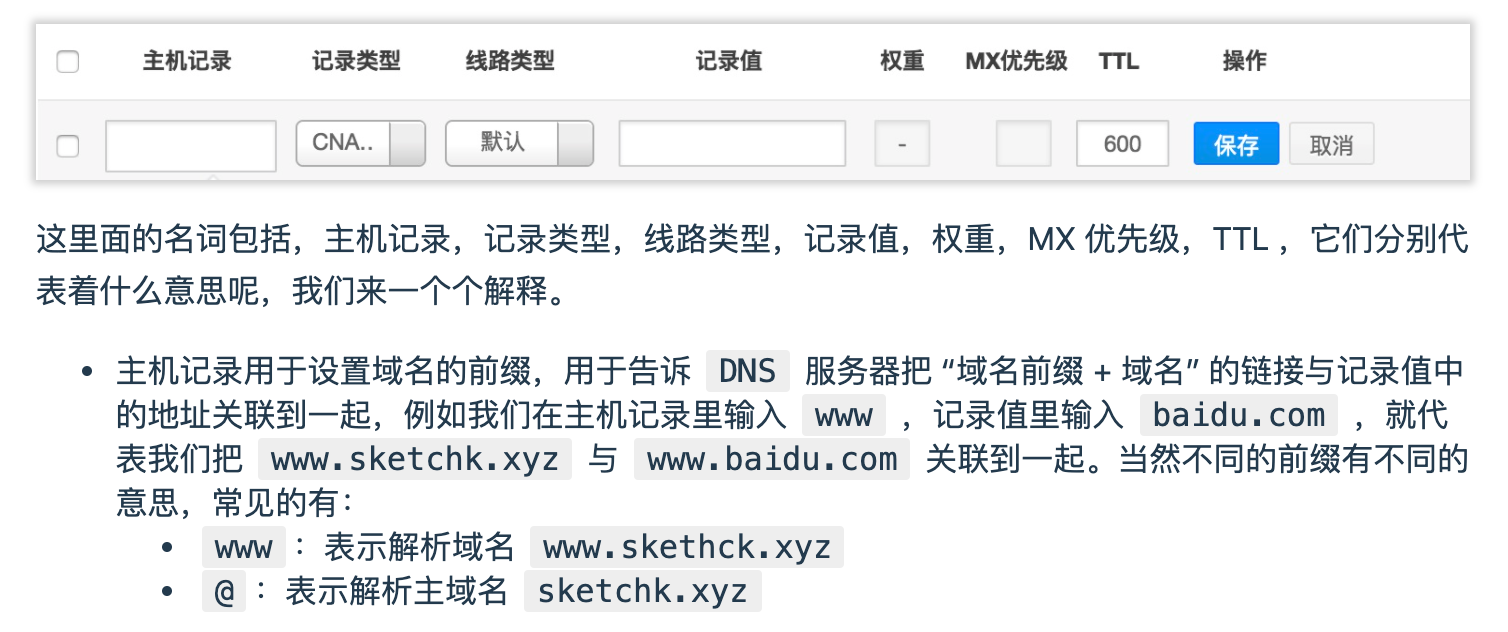 主机记录 记录类型 线路类型 记录值 权重 MX优先级 TTL 操作
CNA.. 默认 - 600 保存 取消
这里面的名词包括，主机记录，记录类型，线路类型，记录值，权重，MX 优先级，TTL ，它们分别代
表着什么意思呢，我们来一个个解释。
• 主机记录用于设置域名的前缀，用于告诉 DNS 服务器把 “域名前缀 + 域名” 的链接与记录值中
的地址关联到一起，例如我们在主机记录里输入 www ，记录值里输入 baidu.com ，就代
表我们把 www.sketchk.xyz 与 www.baidu.com 关联到一起。当然不同的前缀有不同的
意思，常见的有：
• www ：表示解析域名 www.skethck.xyz
• @ ：表示解析主域名 sketchk.xyz